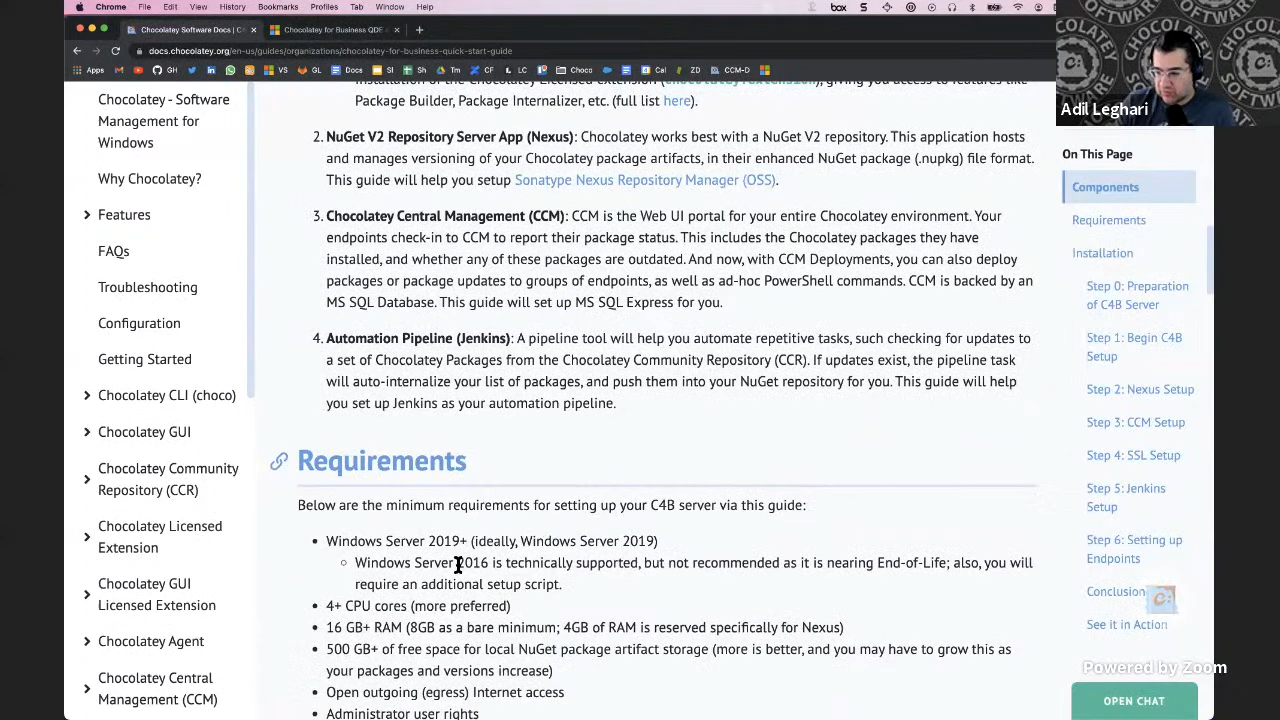 Chrome File Edit View History Bookmarks Profiles Tab Window Help
box
Chocolatey Software Docs | C
Chocolatey for Business QDE
docs.chocolatey.org/en-us/guides/organizations/chocolatey-for-business-quick-start-guide
Apps M GH VS GL Docs Sl Sh Tm CF LC Choco Cal ZD CCM-D
Adil Leghari
Chocolatey - Software
Management for
Windows
Why Chocolatey?
Features
FAQs
Troubleshooting
Configuration
Getting Started
Chocolatey CLI (choco)
Chocolatey GUI
Chocolatey Community
Repository (CCR)
Chocolatey Licensed
Extension
Chocolatey GUI
Licensed Extension
Chocolatey Agent
Chocolatey Central
Management (CCM)
Package Builder, Package Internalizer, etc. (full list here).
2. NuGet V2 Repository Server App (Nexus): Chocolatey works best with a NuGet V2 repository. This application hosts
and manages versioning of your Chocolatey package artifacts, in their enhanced NuGet package (.nupkg) file format.
This guide will help you setup Sonatype Nexus Repository Manager (OSS).
3. Chocolatey Central Management (CCM): CCM is the Web UI portal for your entire Chocolatey environment. Your
endpoints check-in to CCM to report their package status. This includes the Chocolatey packages they have
installed, and whether any of these packages are outdated. And now, with CCM Deployments, you can also deploy
packages or package updates to groups of endpoints, as well as ad-hoc PowerShell commands. CCM is backed by an
MS SQL Database. This guide will set up MS SQL Express for you.
4. Automation Pipeline (Jenkins): A pipeline tool will help you automate repetitive tasks, such checking for updates to
a set of Chocolatey Packages from the Chocolatey Community Repository (CCR). If updates exist, the pipeline task
will auto-internalize your list of packages, and push them into your NuGet repository for you. This guide will help
you set up Jenkins as your automation pipeline.
Requirements
Below are the minimum requirements for setting up your C4B server via this guide:
• Windows Server 2019+ (ideally, Windows Server 2019)
Windows Server 2016 is technically supported, but not recommended as it is nearing End-of-Life; also, you will
require an additional setup script.
• 4+ CPU cores (more preferred)
• 16 GB+ RAM (8GB as a bare minimum; 4GB of RAM is reserved specifically for Nexus)
• 500 GB+ of free space for local NuGet package artifact storage (more is better, and you may have to grow this as
your packages and versions increase)
• Open outgoing (egress) Internet access
• Administrator user rights
On This Page
Components
Requirements
Installation
Step 0: Preparation
of C4B Server
Step 1: Begin C4B
Setup
Step 2: Nexus Setup
Step 3: CCM Setup
Step 4: SSL Setup
Step 5: Jenkins
Setup
Step 6: Setting up
Endpoints
Conclusion
See it in Action
Powered by Zoom
OPEN CHAT